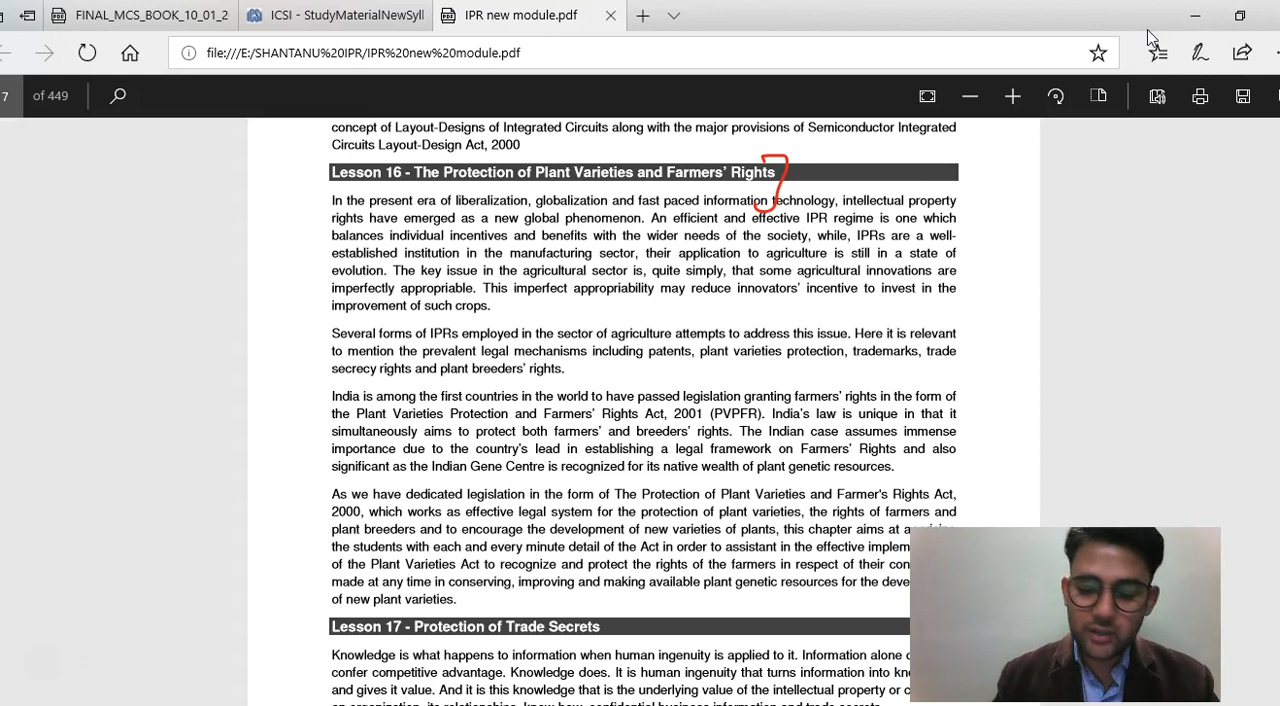 FINAL_MCS_BOOK_10_01_2
ICSI - StudyMaterialNewSyll
IPR new module.pdf
file:///E:/SHANTANU%20IPR/IPR%20new%20module.pdf
7 of 449
concept of Layout-Designs of Integrated Circuits along with the major provisions of Semiconductor Integrated
Circuits Layout-Design Act, 2000
Lesson 16 - The Protection of Plant Varieties and Farmers' Rights
In the present era of liberalization, globalization and fast paced information technology, intellectual property
rights have emerged as a new global phenomenon. An efficient and effective IPR regime is one which
balances individual incentives and benefits with the wider needs of the society, while, IPRs are a well-
established institution in the manufacturing sector, their application to agriculture is still in a state of
evolution. The key issue in the agricultural sector is, quite simply, that some agricultural innovations are
imperfectly appropriable. This imperfect appropriability may reduce innovators' incentive to invest in the
improvement of such crops.
Several forms of IPRs employed in the sector of agriculture attempts to address this issue. Here it is relevant
to mention the prevalent legal mechanisms including patents, plant varieties protection, trademarks, trade
secrecy rights and plant breeders' rights.
India is among the first countries in the world to have passed legislation granting farmers' rights in the form of
the Plant Varieties Protection and Farmers' Rights Act, 2001 (PVPFR). India's law is unique in that it
simultaneously aims to protect both farmers' and breeders' rights. The Indian case assumes immense
importance due to the country's lead in establishing a legal framework on Farmers' Rights and also
significant as the Indian Gene Centre is recognized for its native wealth of plant genetic resources.
As we have dedicated legislation in the form of The Protection of Plant Varieties and Farmer's Rights Act,
2000, which works as effective legal system for the protection of plant varieties, the rights of farmers and
plant breeders and to encourage the development of new varieties of plants, this chapter aims at
the students with each and every minute detail of the Act in order to assistant in the effective implem
of the Plant Varieties Act to recognize and protect the rights of the farmers in respect of their con
made at any time in conserving, improving and making available plant genetic resources for the deve
of new plant varieties.
Lesson 17 - Protection of Trade Secrets
Knowledge is what happens to information when human ingenuity is applied to it. Information alone
confer competitive advantage. Knowledge does. It is human ingenuity that turns information into kn
and gives it value. And it is this knowledge that is the underlying value of the intellectual property or